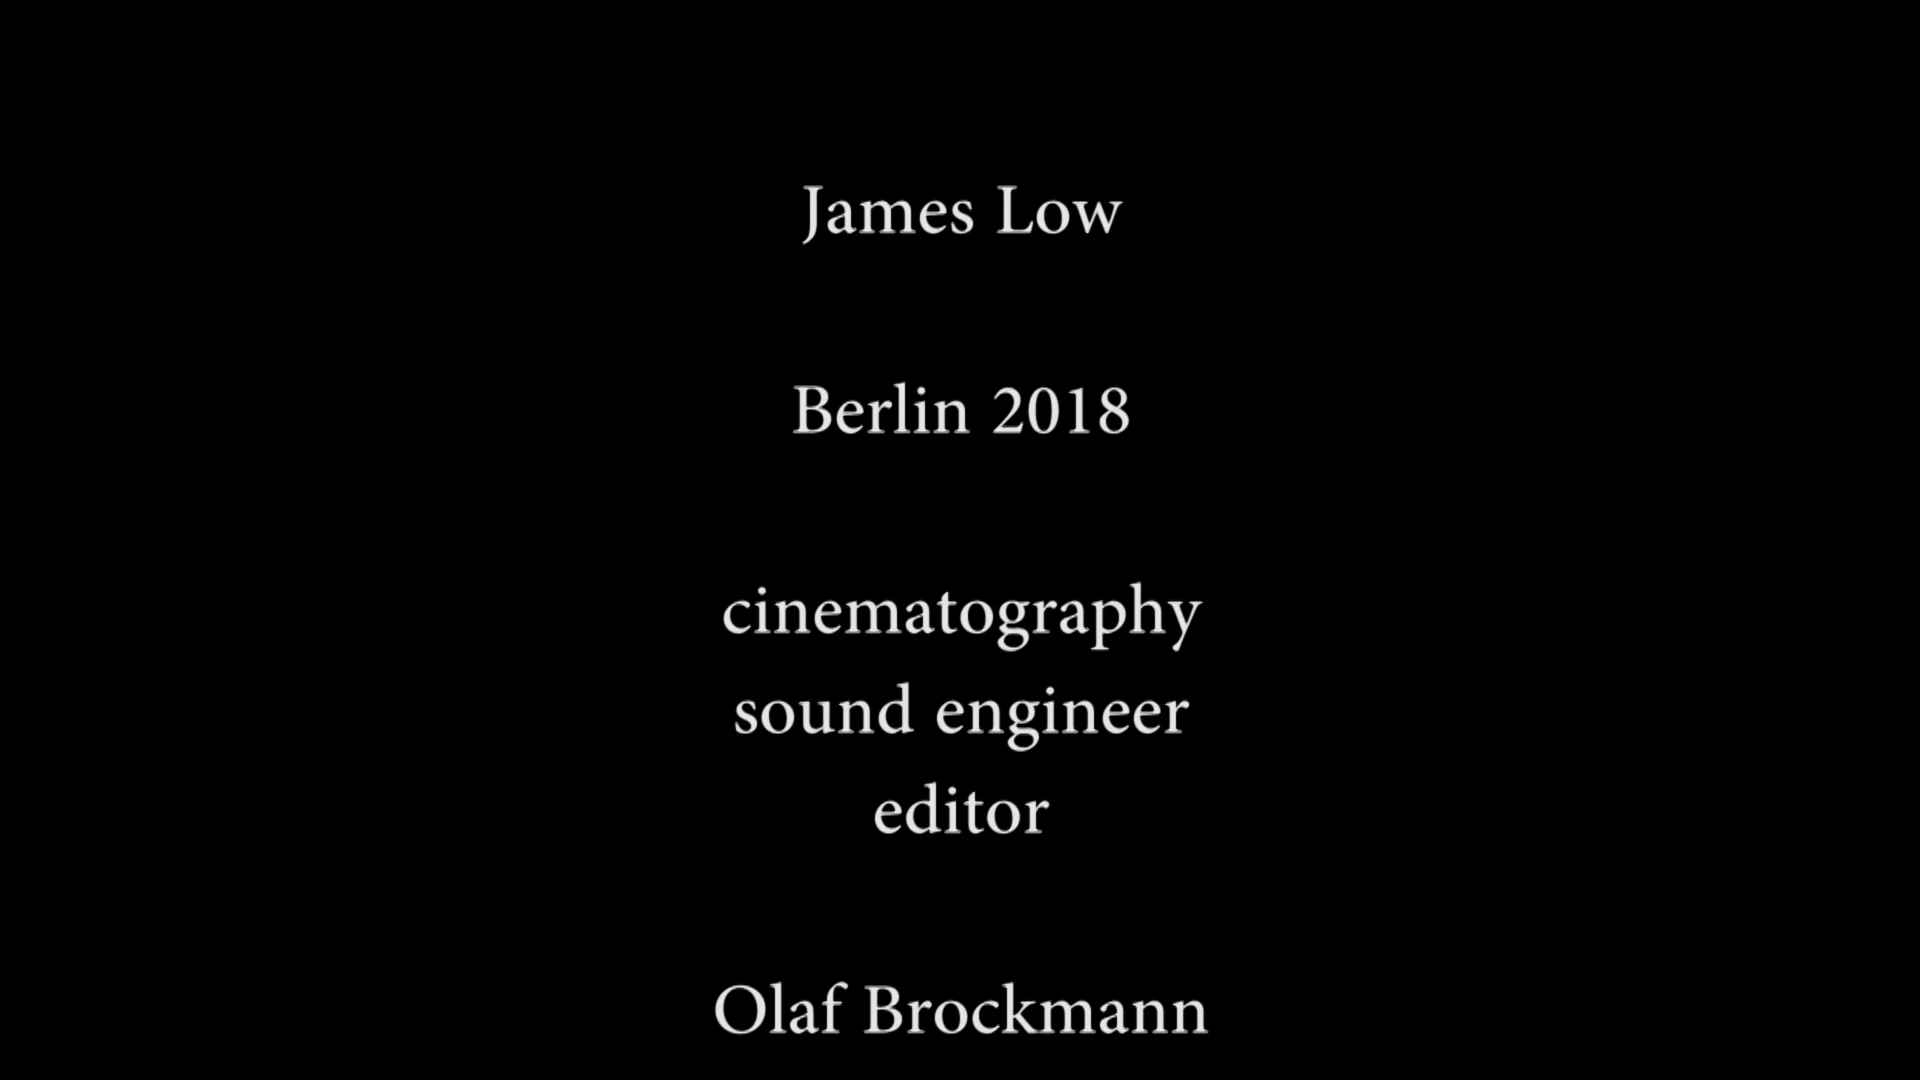 James Low
Berlin 2018
cinematography
sound engineer
editor
Olaf Brockmann